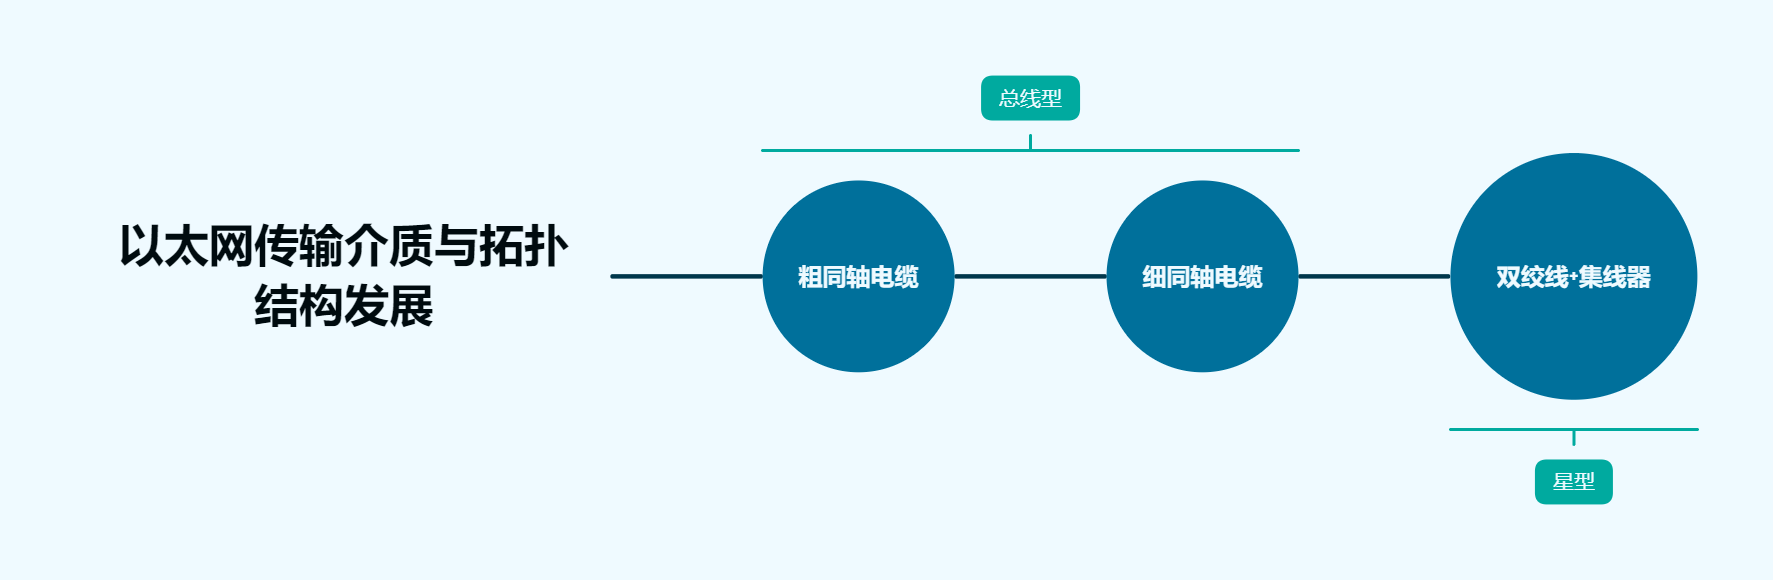 以太网传输介质与拓扑
结构发展
总线型
粗同轴电缆
细同轴电缆
双绞线+集线器
星型